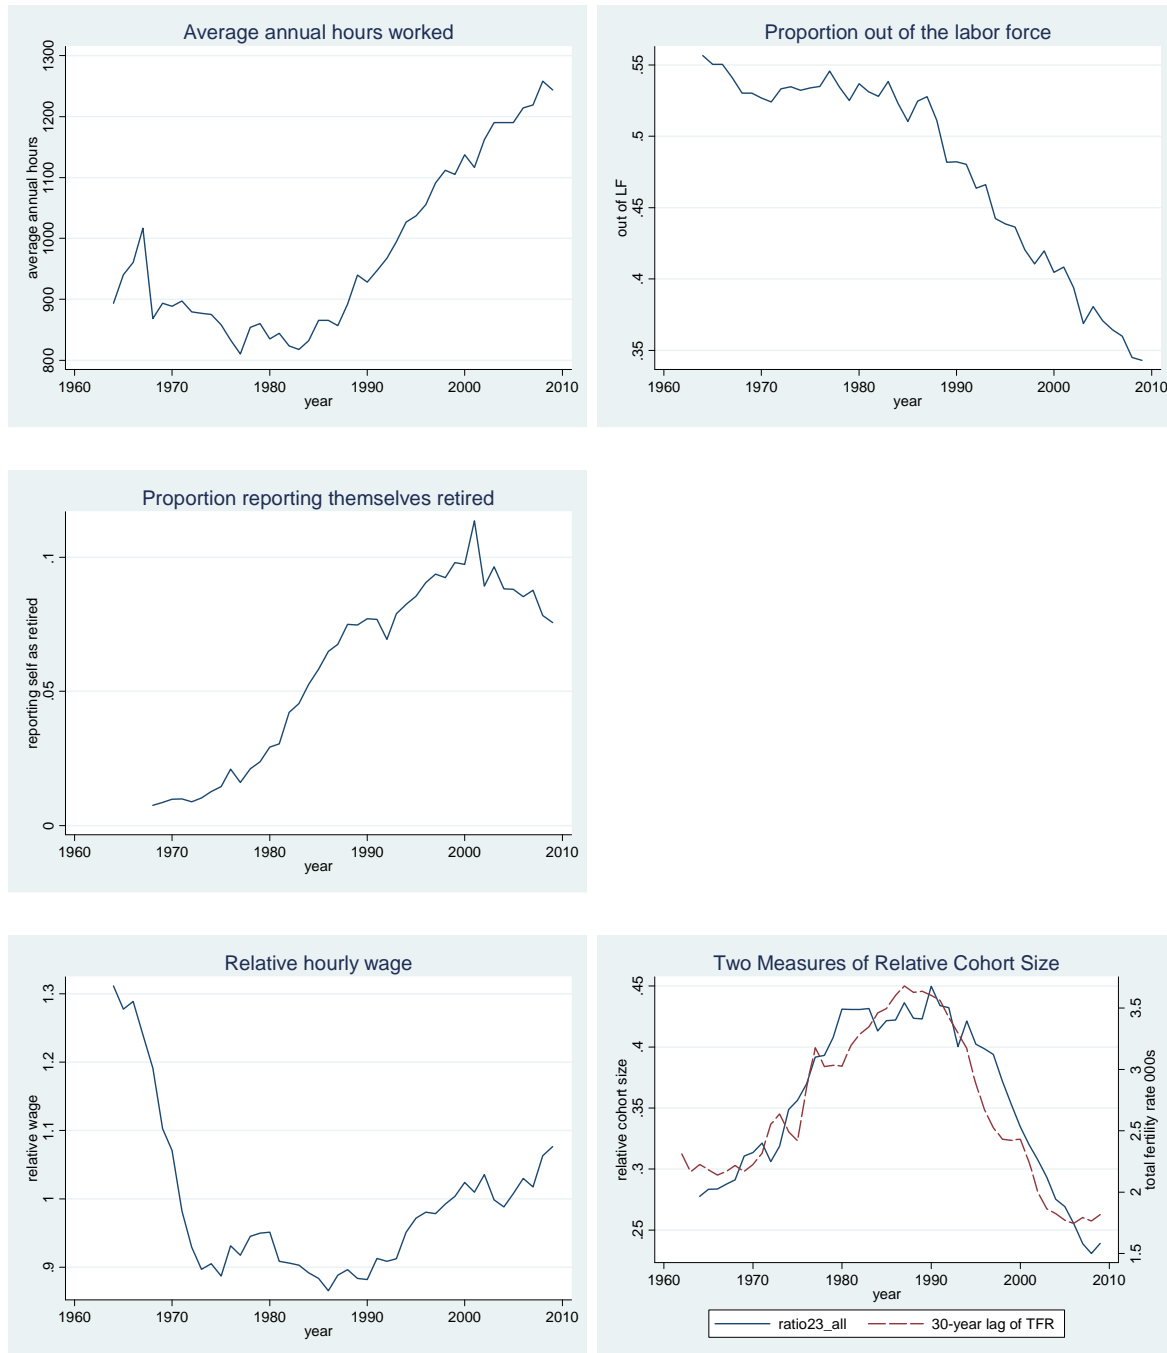 Average annual hours worked
average annual hours
1300
1200
1100
1000
900
800
1960 1970 1980 1990 2000 2010
year
Proportion out of the labor force
out of LF
.55
.5
.45
.4
.35
1960 1970 1980 1990 2000 2010
year
Proportion reporting themselves retired
reporting self as retired
.1
.05
0
1960 1970 1980 1990 2000 2010
year
Relative hourly wage
relative wage
1.3
1.2
1.1
1
.9
1960 1970 1980 1990 2000 2010
year
Two Measures of Relative Cohort Size
relative cohort size
.45
.4
.35
.3
.25
3.5
3
2.5
2
1.5
total fertility rate 000s
1960 1970 1980 1990 2000 2010
year
ratio23_all 30-year lag of TFR